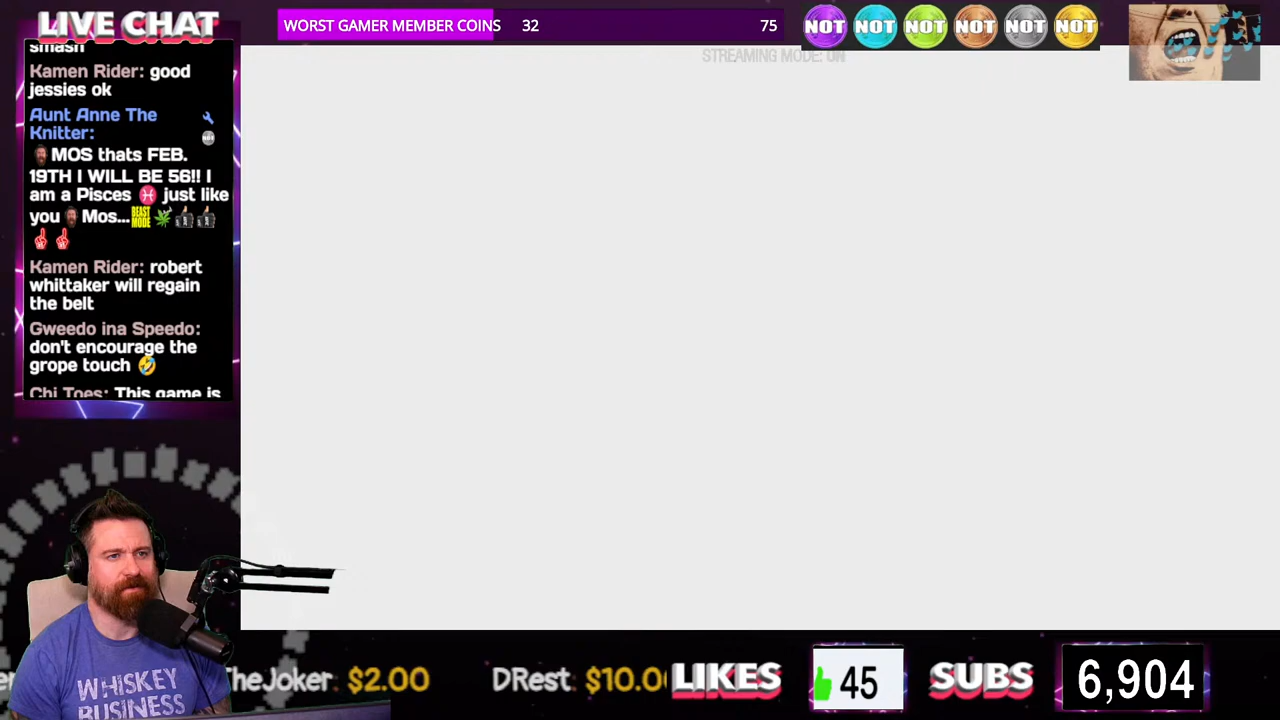 LIVE CHAT
WORST GAMER MEMBER COINS 32 75
NOT NOT NOT NOT NOT NOT
STREAMING MODE: ON
smash
Kamen Rider: good
jessies ok
Aunt Anne The
Knitter:
NOT
MOS thats FEB.
19TH I WILL BE 56!! I
am a Pisces ♓ just like
you Mos... BEAST MODE
Kamen Rider: robert
whittaker will regain
the belt
Gweedo ina Speedo:
don't encourage the
grope touch 🤣
Chi Toes: This game is
WHISKEY
BUSINESS
TheJoker: $2.00 DRest: $10.0
LIKES 45 SUBS 6,904